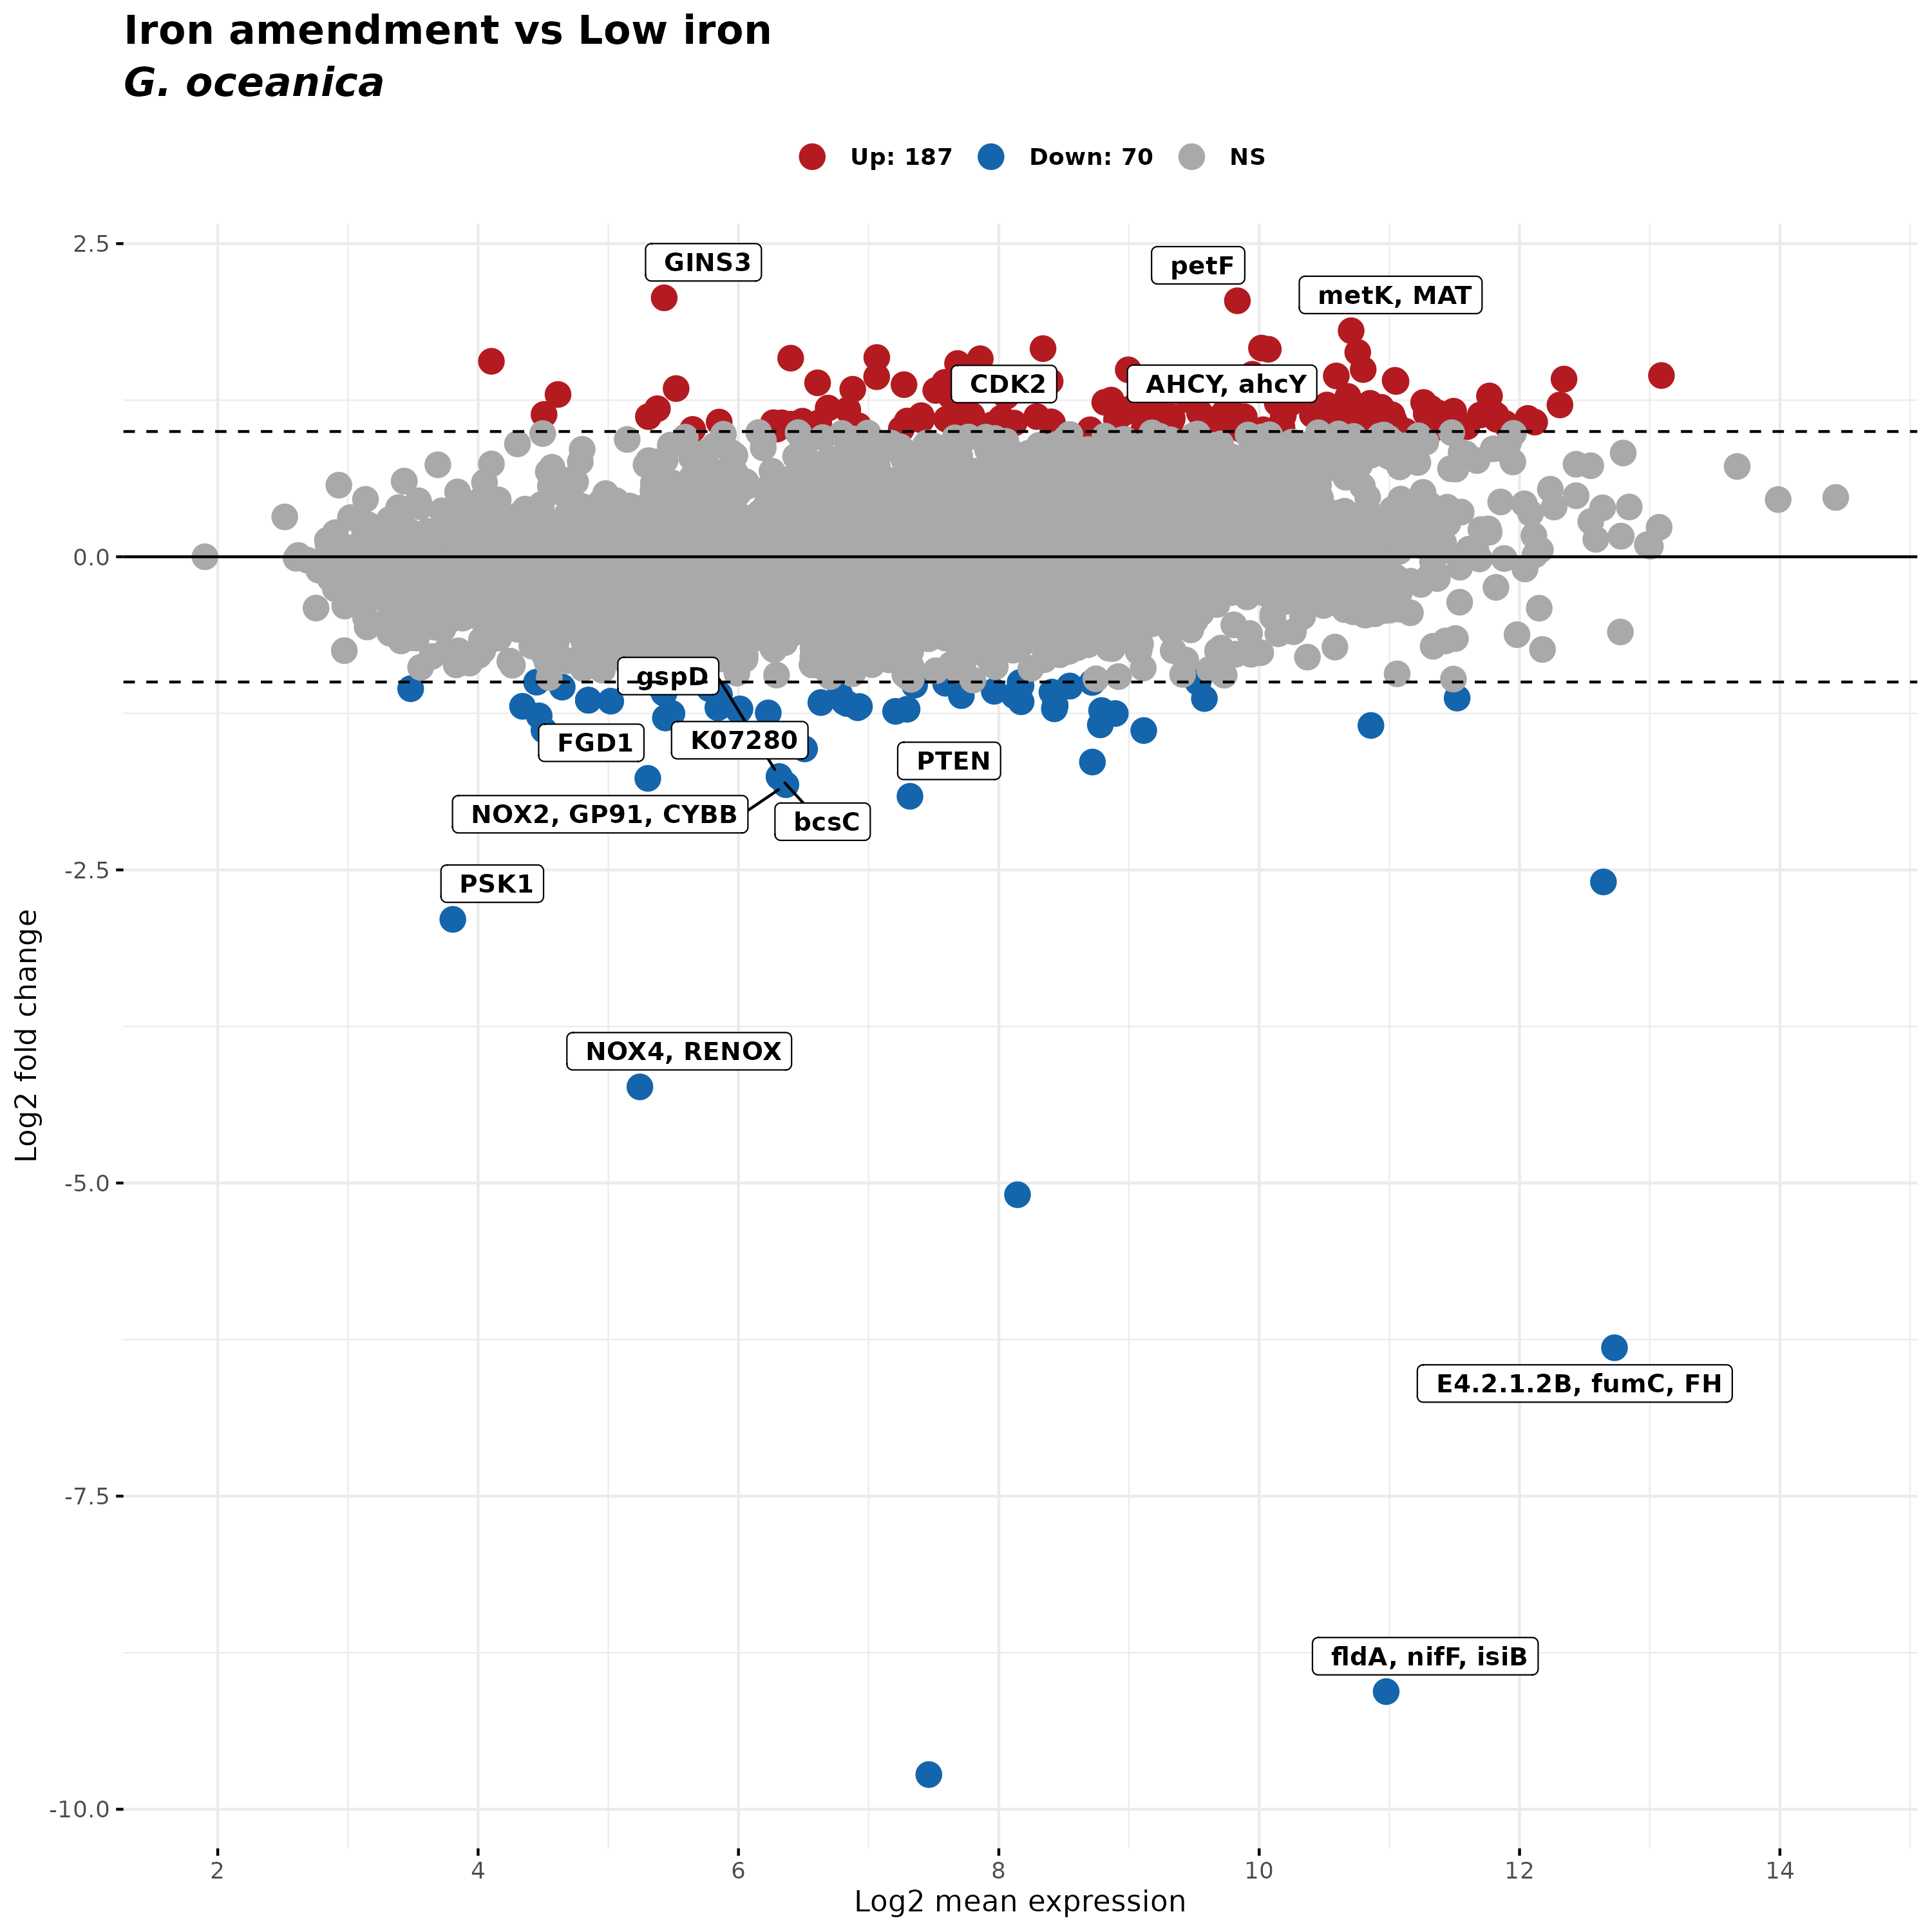 Iron amendment vs Low iron
G. oceanica
Up: 187 Down: 70 NS
2.5
0.0
-2.5
-5.0
-7.5
-10.0
Log2 fold change
GINS3
petF
metK, MAT
CDK2
AHCY, ahcY
gspD
FGD1
K07280
PTEN
NOX2, GP91, CYBB
bcsC
PSK1
NOX4, RENOX
E4.2.1.2B, fumC, FH
fldA, nifF, isiB
2 4 6 8 10 12 14
Log2 mean expression